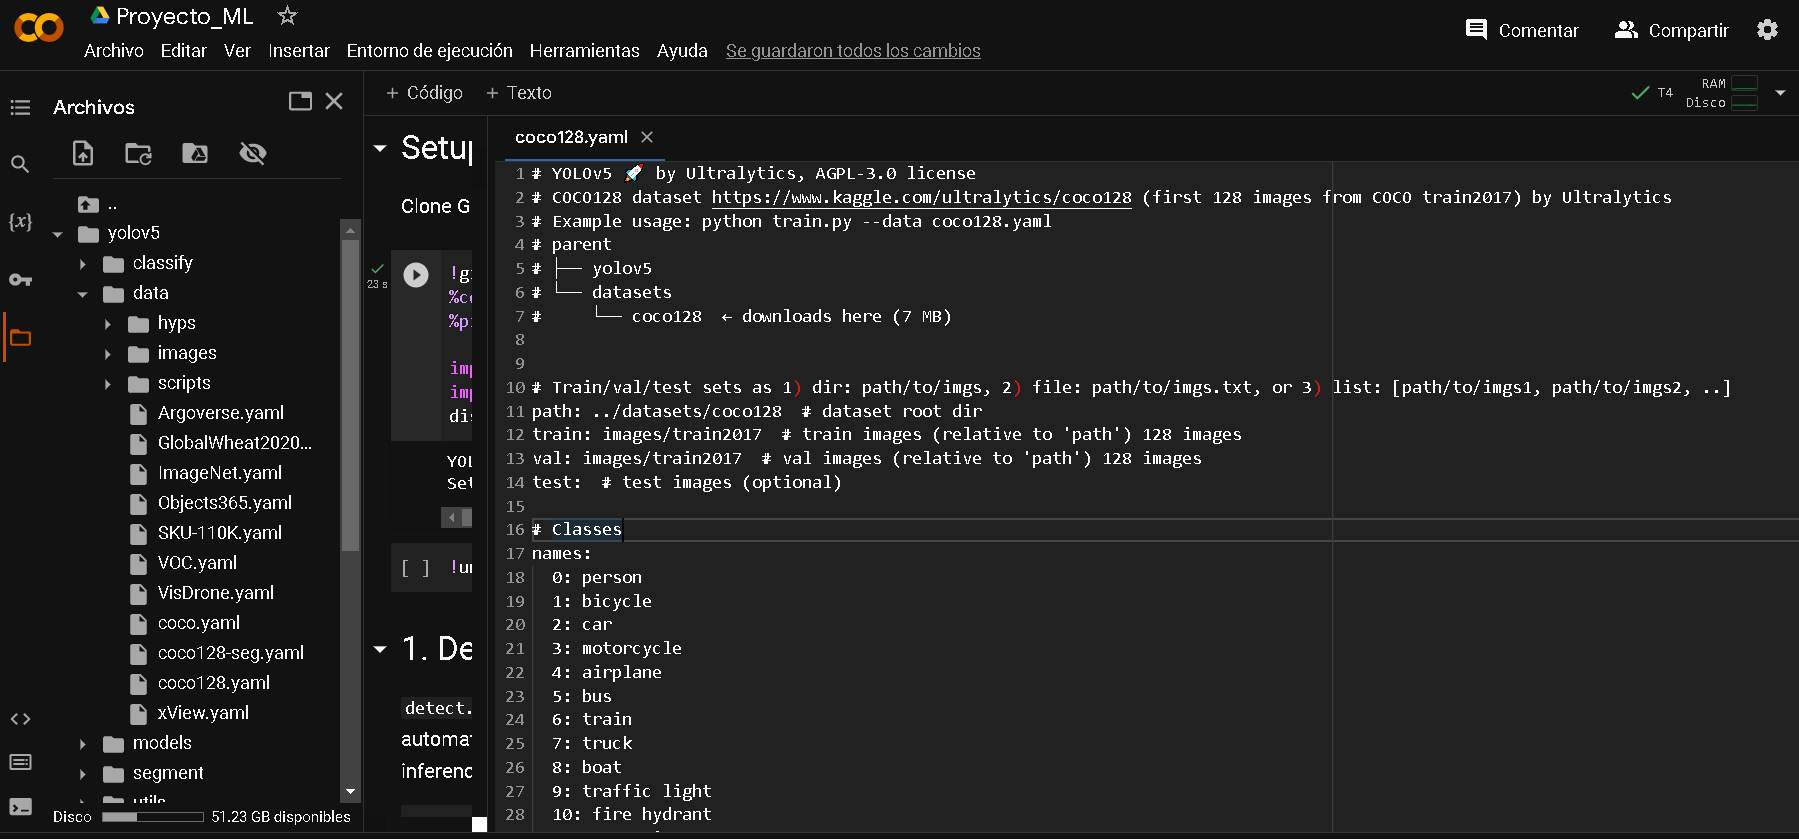 Proyecto_ML
Archivo Editar Ver Insertar Entorno de ejecución Herramientas Ayuda Se guardaron todos los cambios
Comentar Compartir
Archivos
+ Código + Texto
T4 RAM Disco
..
yolov5
classify
data
hyps
images
scripts
Argoverse.yaml
GlobalWheat2020...
ImageNet.yaml
Objects365.yaml
SKU-110K.yaml
VOC.yaml
VisDrone.yaml
coco.yaml
coco128-seg.yaml
coco128.yaml
xView.yaml
models
segment
utils
Disco 51.23 GB disponibles
{x}
Setup
Clone G
23 s
!g
%c
%p
imp
imp
dis
YOL
Set
[ ] !un
1. De
detect.
automat
inferenc
coco128.yaml
1 # YOLOv5 🚀 by Ultralytics, AGPL-3.0 license
2 # COCO128 dataset https://www.kaggle.com/ultralytics/coco128 (first 128 images from COCO train2017) by Ultralytics
3 # Example usage: python train.py --data coco128.yaml
4 # parent
5 # ├── yolov5
6 # └── datasets
7 #     └── coco128  ← downloads here (7 MB)
8
9
10 # Train/val/test sets as 1) dir: path/to/imgs, 2) file: path/to/imgs.txt, or 3) list: [path/to/imgs1, path/to/imgs2, ..]
11 path: ../datasets/coco128  # dataset root dir
12 train: images/train2017  # train images (relative to 'path') 128 images
13 val: images/train2017  # val images (relative to 'path') 128 images
14 test:  # test images (optional)
15
16 # Classes
17 names:
18   0: person
19   1: bicycle
20   2: car
21   3: motorcycle
22   4: airplane
23   5: bus
24   6: train
25   7: truck
26   8: boat
27   9: traffic light
28   10: fire hydrant